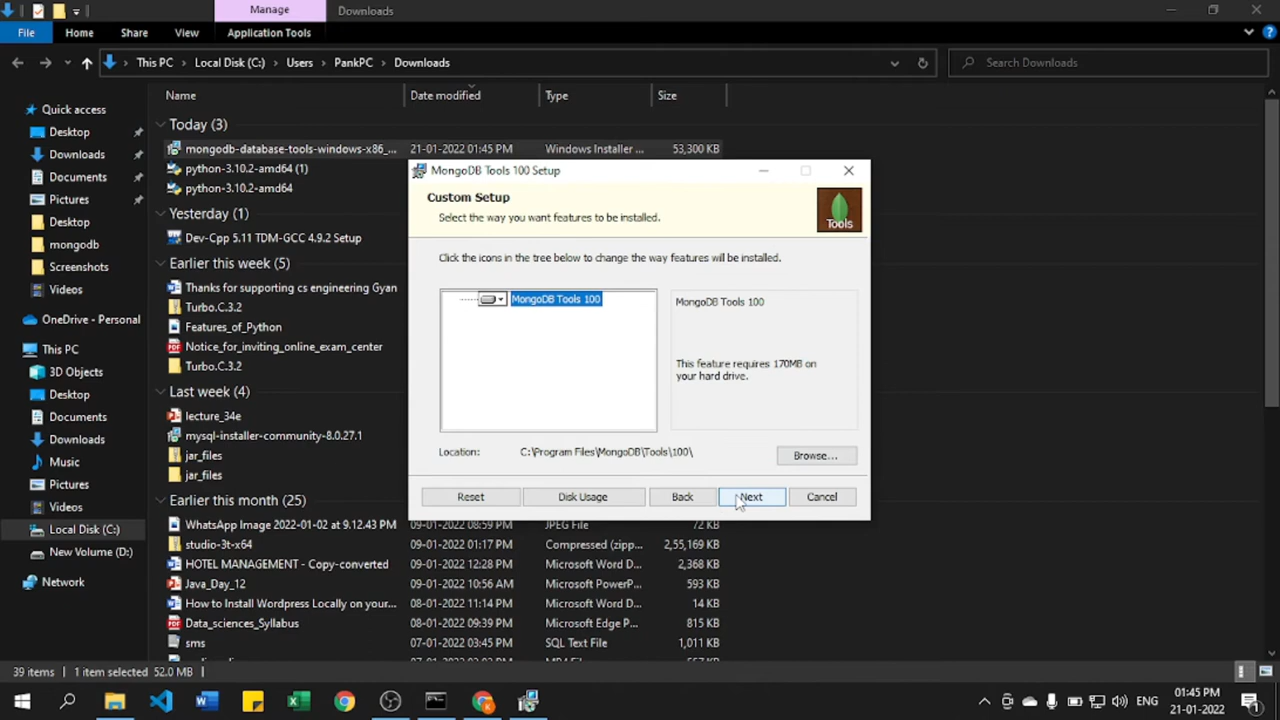 Manage
Downloads
File
Home
Share
View
Application Tools
This PC
Local Disk (C:)
Users
PankPC
Downloads
Search Downloads
Name
Date modified
Type
Size
Quick access
Desktop
Downloads
Documents
Pictures
Desktop
mongodb
Screenshots
Videos
OneDrive - Personal
This PC
3D Objects
Desktop
Documents
Downloads
Music
Pictures
Videos
Local Disk (C:)
New Volume (D:)
Network
Today (3)
mongodb-database-tools-windows-x86_... 21-01-2022 01:45 PM Windows Installer ... 53,300 KB
python-3.10.2-amd64 (1)
python-3.10.2-amd64
Yesterday (1)
Dev-Cpp 5.11 TDM-GCC 4.9.2 Setup
Earlier this week (5)
Thanks for supporting cs engineering Gyan
Turbo.C.3.2
Features_of_Python
Notice_for_inviting_online_exam_center
Turbo.C.3.2
Last week (4)
lecture_34e
mysql-installer-community-8.0.27.1
jar_files
jar_files
Earlier this month (25)
WhatsApp Image 2022-01-02 at 9.12.43 PM 09-01-2022 08:59 PM JPEG File 72 KB
studio-3t-x64 09-01-2022 01:17 PM Compressed (zipp... 2,55,169 KB
HOTEL MANAGEMENT - Copy-converted 09-01-2022 12:28 PM Microsoft Word D... 2,368 KB
Java_Day_12 09-01-2022 10:56 AM Microsoft PowerP... 593 KB
How to Install Wordpress Locally on your... 08-01-2022 11:14 PM Microsoft Word D... 14 KB
Data_sciences_Syllabus 08-01-2022 09:39 PM Microsoft Edge P... 815 KB
sms 07-01-2022 03:45 PM SQL Text File 1,011 KB
MongoDB Tools 100 Setup
Custom Setup
Select the way you want features to be installed.
Tools
Click the icons in the tree below to change the way features will be installed.
MongoDB Tools 100
MongoDB Tools 100
This feature requires 170MB on
your hard drive.
Location: C:\Program Files\MongoDB\Tools\100\
Browse...
Reset
Disk Usage
Back
Next
Cancel
39 items
1 item selected 52.0 MB
ENG
01:45 PM
21-01-2022
1